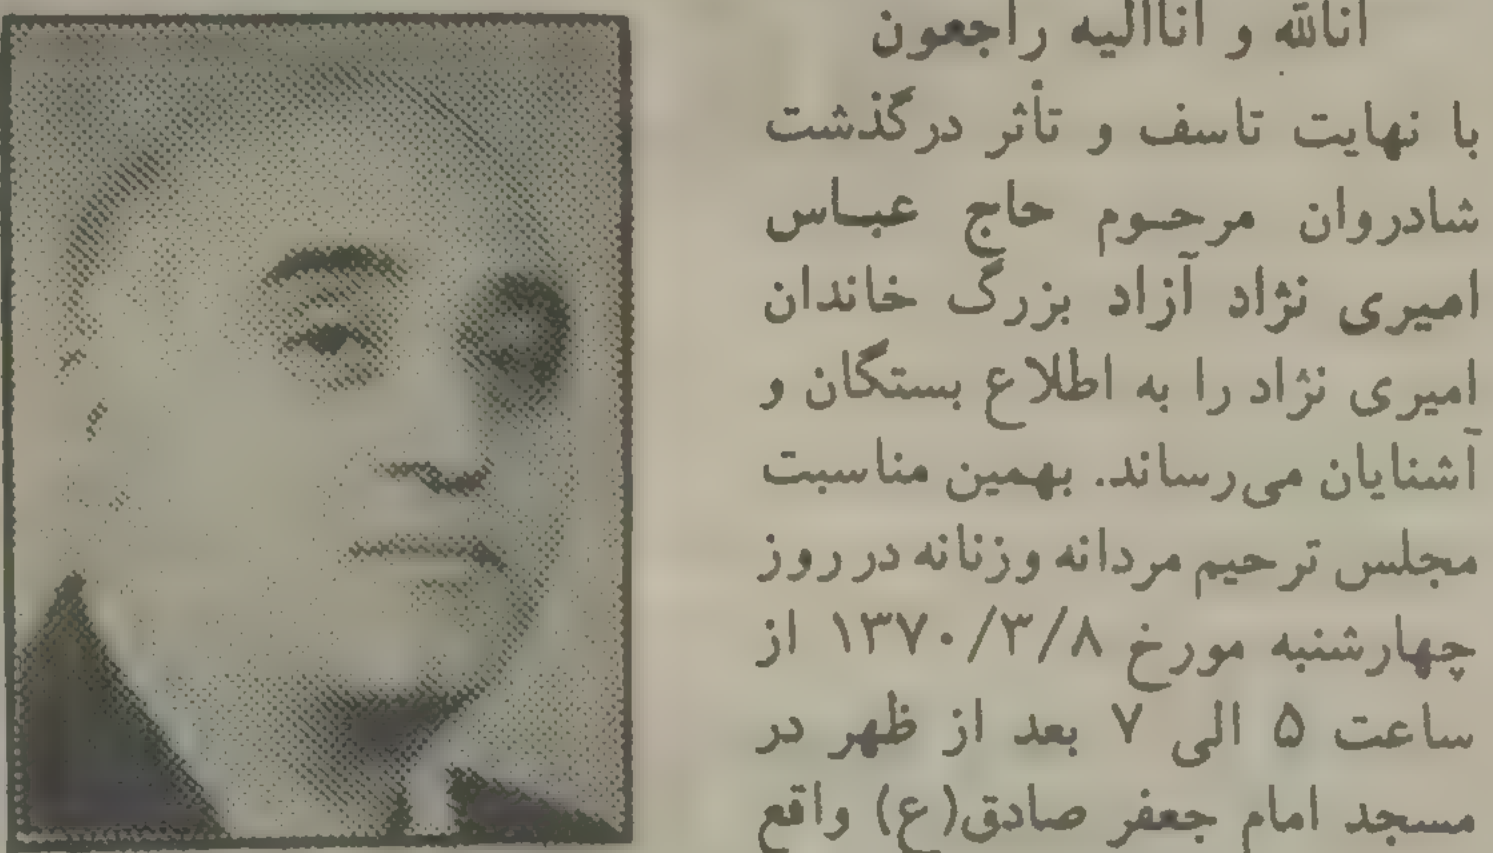 اناللّه و اناالیه راجعون
با نهایت تاسف و تأثر درگذشت
شادروان مرحوم حاج عباس
امیری نژاد آزاد بزرگ خاندان
امیری نژاد را به اطلاع بستگان و
آشنایان می‌رساند. بهمین مناسبت
مجلس ترحیم مردانه و زنانه در روز
چهارشنبه مورخ ۱۳۷۰/۳/۸ از
ساعت ۵ الی ۷ بعد از ظهر در
مسجد امام جعفر صادق(ع) واقع